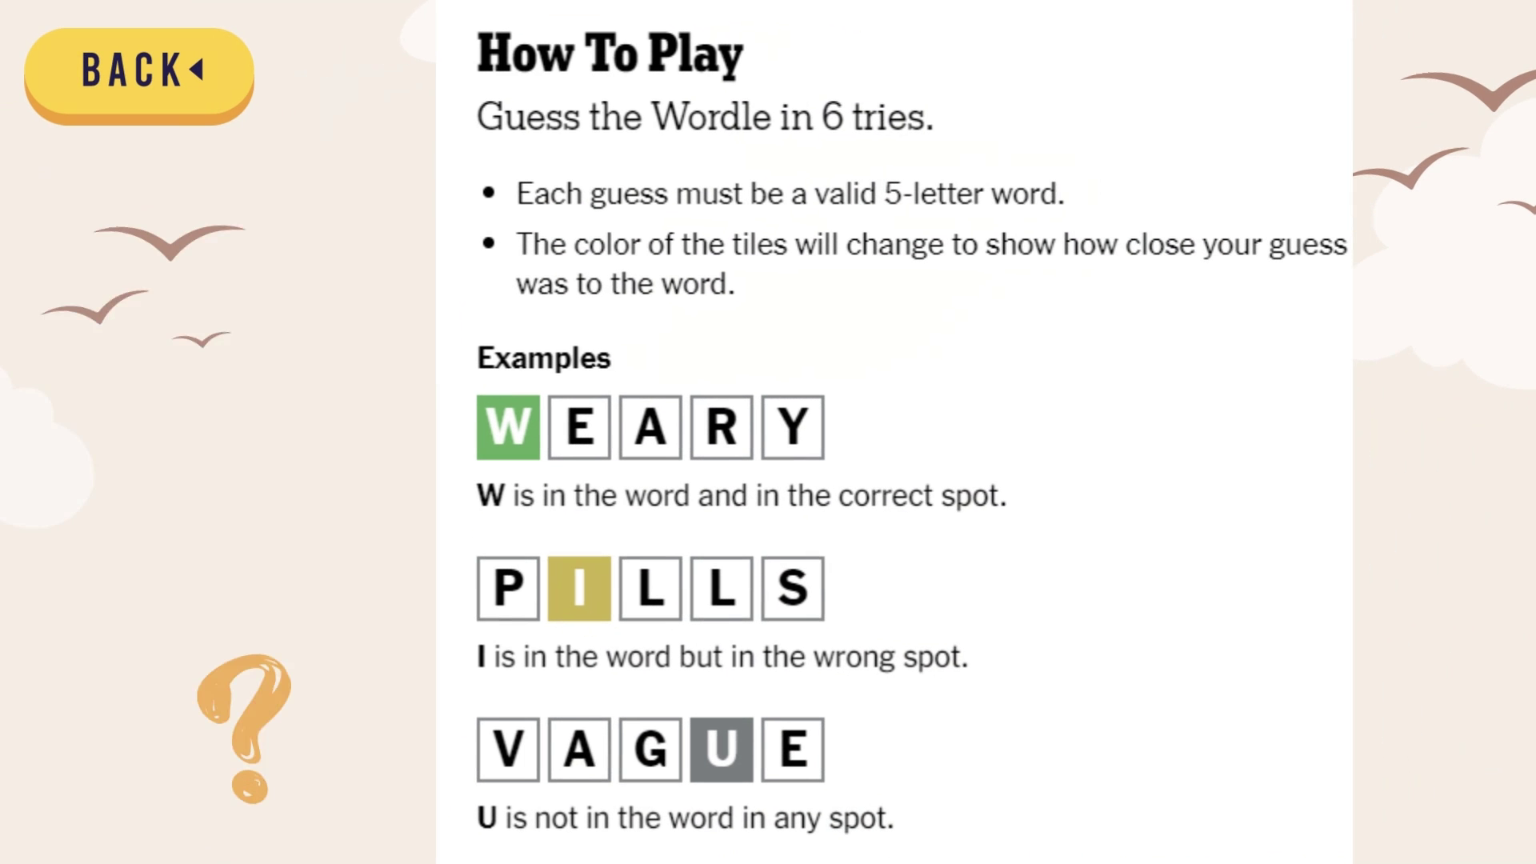 BACK
How To Play
Guess the Wordle in 6 tries.
• Each guess must be a valid 5-letter word.
• The color of the tiles will change to show how close your guess
was to the word.
Examples
W E A R Y
W is in the word and in the correct spot.
P I L L S
I is in the word but in the wrong spot.
V A G U E
U is not in the word in any spot.
?